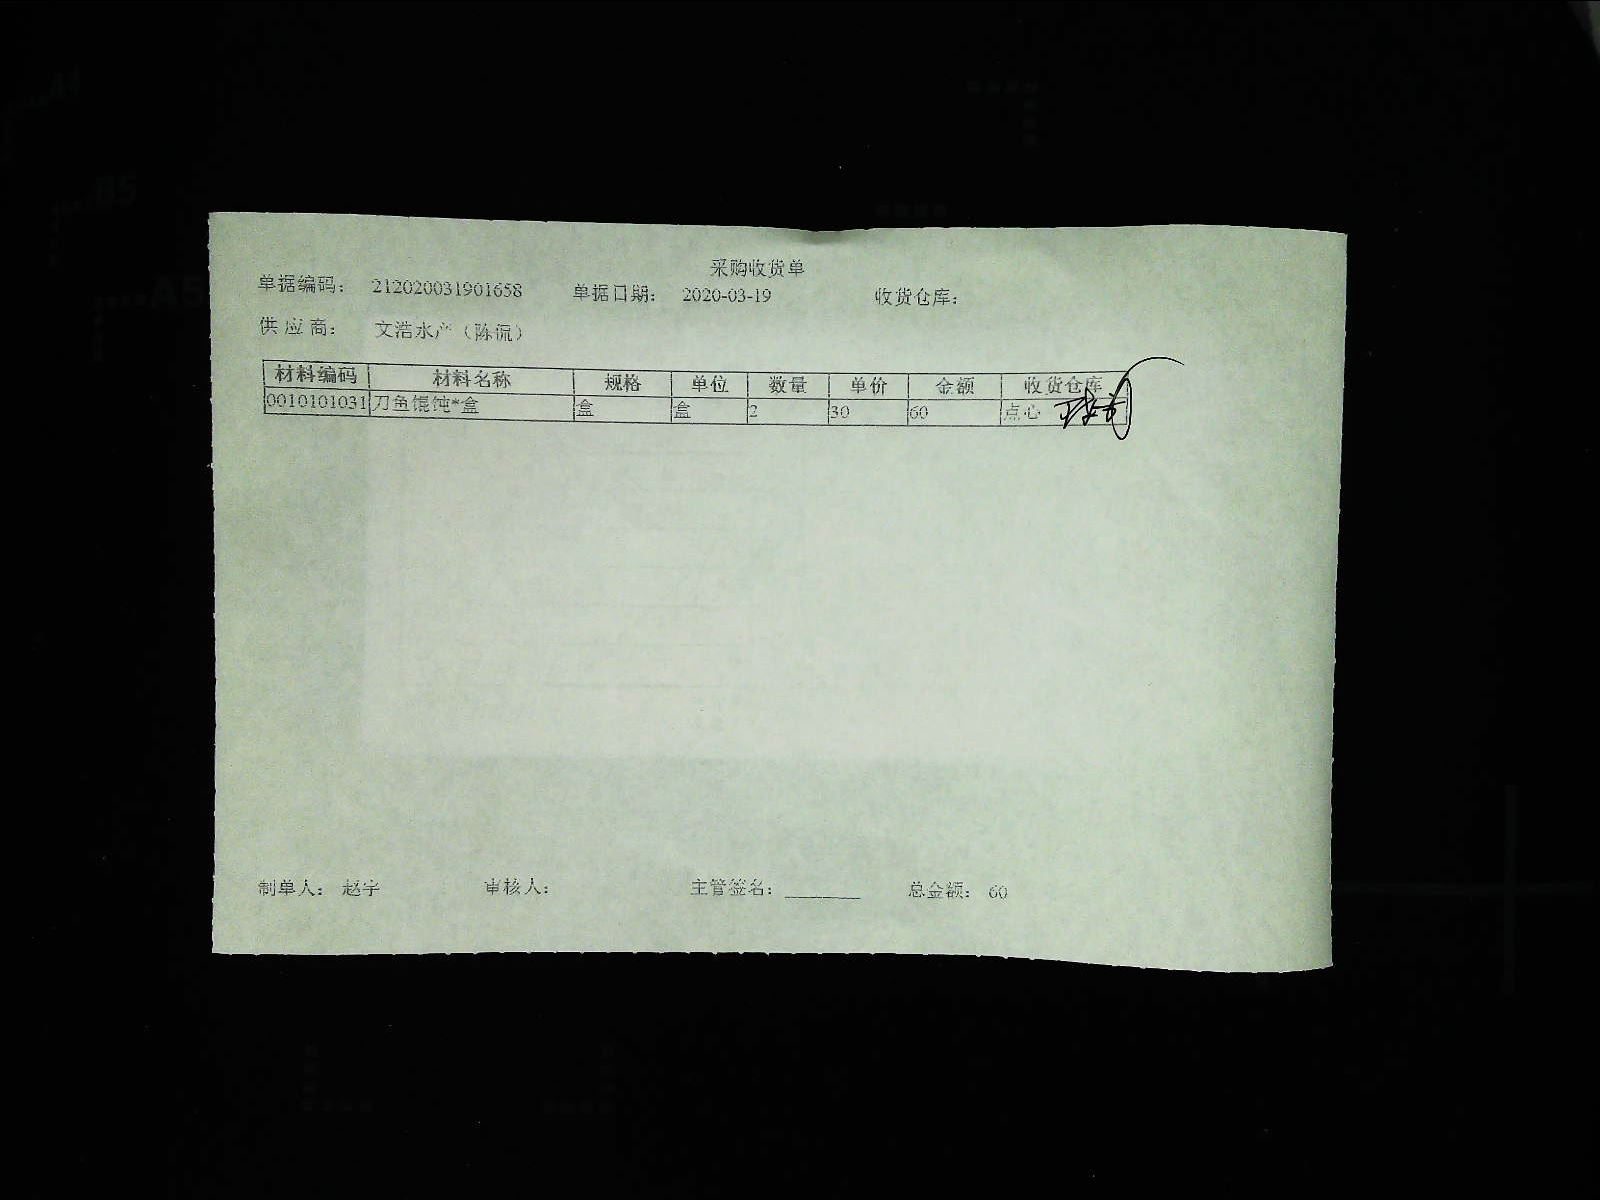 采购收货单
单据编码： 212020031901658 单据日期： 2020-03-19 收货仓库：
供 应 商： 文浩水产（陈侃）
材料编码 材料名称 规格 单位 数量 单价 金额 收货仓库
0010101031 刀鱼馄饨*盒 盒 盒 2 30 60 点心
制单人： 赵宇 审核人： 主管签名： ________ 总金额： 60